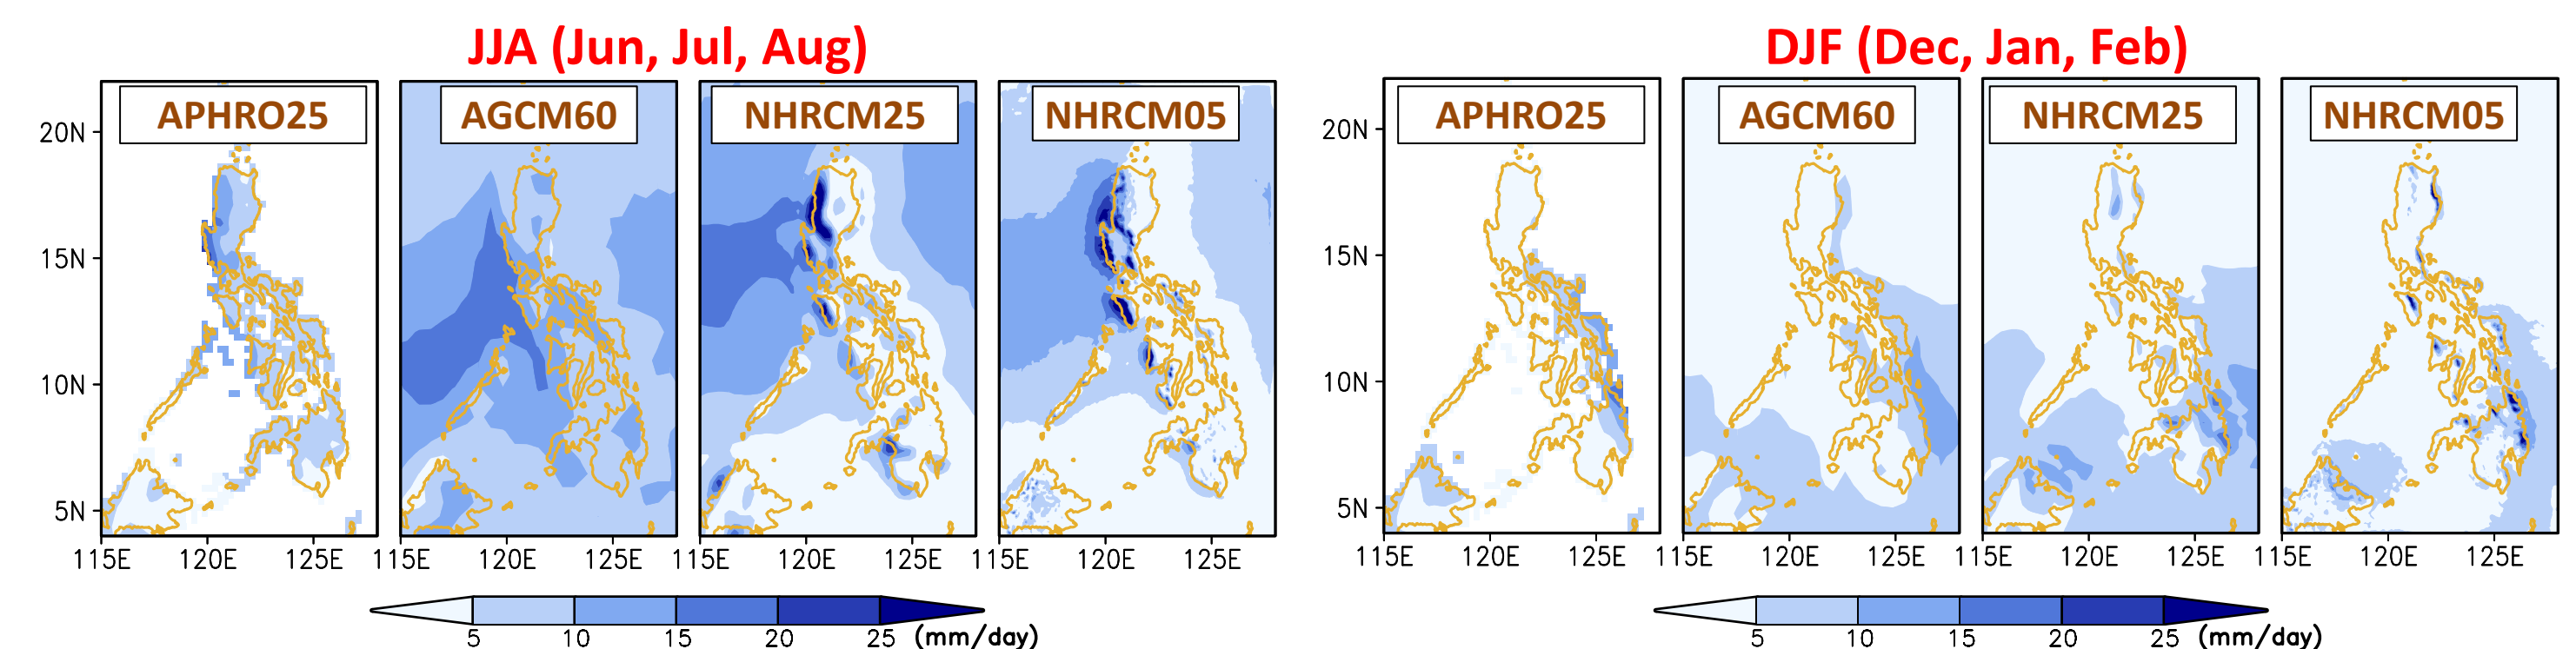 JJA (Jun, Jul, Aug)
DJF (Dec, Jan, Feb)
APHRO25 AGCM60 NHRCM25 NHRCM05
APHRO25 AGCM60 NHRCM25 NHRCM05
20N
15N
10N
5N
20N
15N
10N
5N
115E 120E 125E 115E 120E 125E 115E 120E 125E 115E 120E 125E
115E 120E 125E 115E 120E 125E 115E 120E 125E 115E 120E 125E
5 10 15 20 25 (mm/day)
5 10 15 20 25 (mm/day)